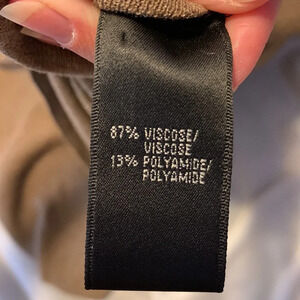 87% VISCOSE/
VISCOSE
13% POLYAMIDE/
POLYAMIDE